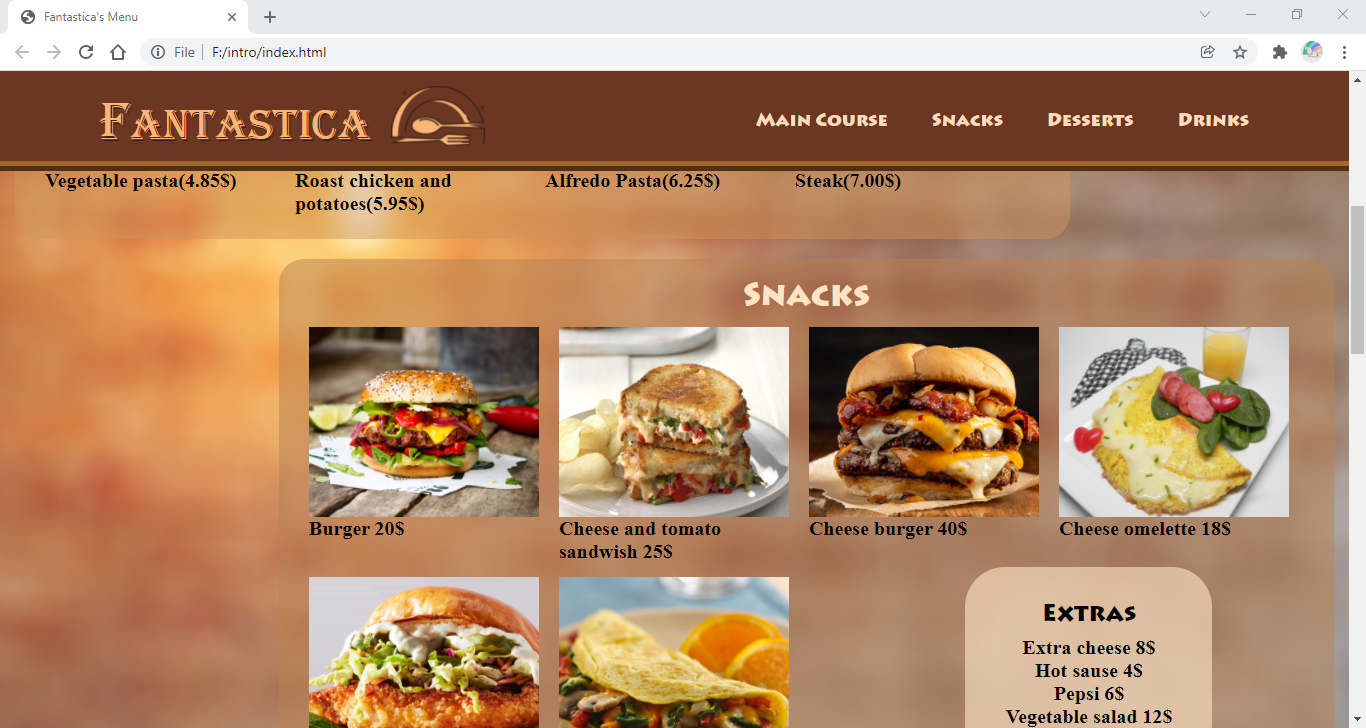 Fantastica's Menu
File
F:/intro/index.html
Fantastica
Main Course
Snacks
Desserts
Drinks
Vegetable pasta(4.85$)
Roast chicken and
potatoes(5.95$)
Alfredo Pasta(6.25$)
Steak(7.00$)
Snacks
Burger 20$
Cheese and tomato
sandwish 25$
Cheese burger 40$
Cheese omelette 18$
Extras
Extra cheese 8$
Hot sause 4$
Pepsi 6$
Vegetable salad 12$